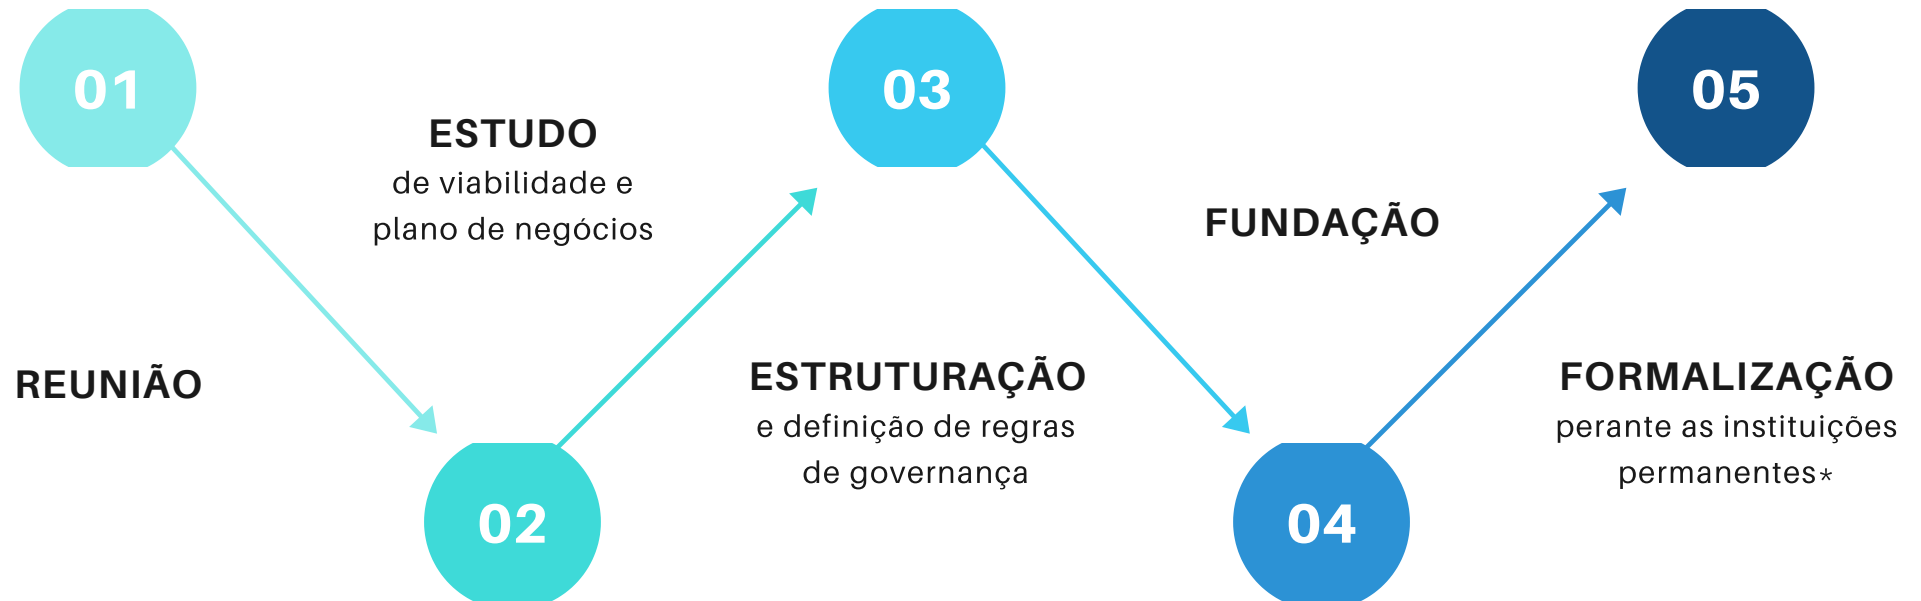 01
REUNIÃO
ESTUDO
de viabilidade e
plano de negócios
02
03
ESTRUTURAÇÃO
e definição de regras
de governança
FUNDAÇÃO
04
05
FORMALIZAÇÃO
perante as instituições
permanentes*